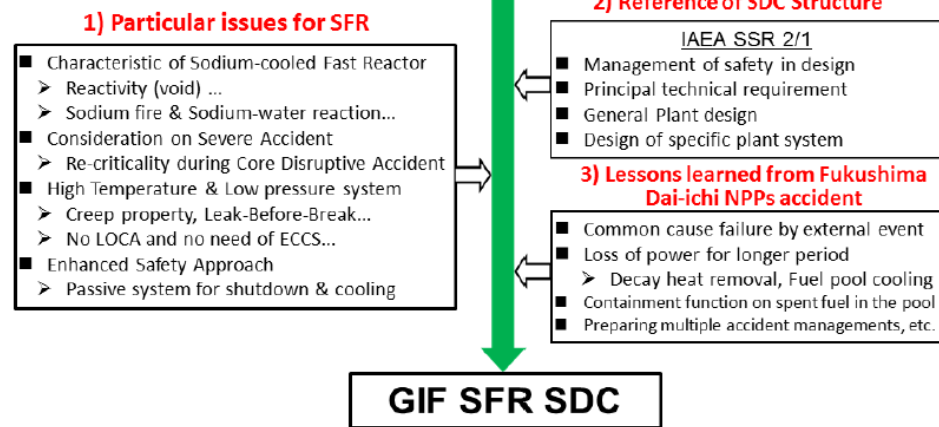 1) Particular issues for SFR
■ Characteristic of Sodium-cooled Fast Reactor
➢ Reactivity (void) ...
➢ Sodium fire & Sodium-water reaction...
■ Consideration on Severe Accident
➢ Re-criticality during Core Disruptive Accident
■ High Temperature & Low pressure system
➢ Creep property, Leak-Before-Break...
➢ No LOCA and no need of ECCS...
■ Enhanced Safety Approach
➢ Passive system for shutdown & cooling
2) Reference of SDC Structure
IAEA SSR 2/1
■ Management of safety in design
■ Principal technical requirement
■ General Plant design
■ Design of specific plant system
3) Lessons learned from Fukushima
Dai-ichi NPPs accident
■ Common cause failure by external event
■ Loss of power for longer period
➢ Decay heat removal, Fuel pool cooling
■ Containment function on spent fuel in the pool
■ Preparing multiple accident managements, etc.
GIF SFR SDC